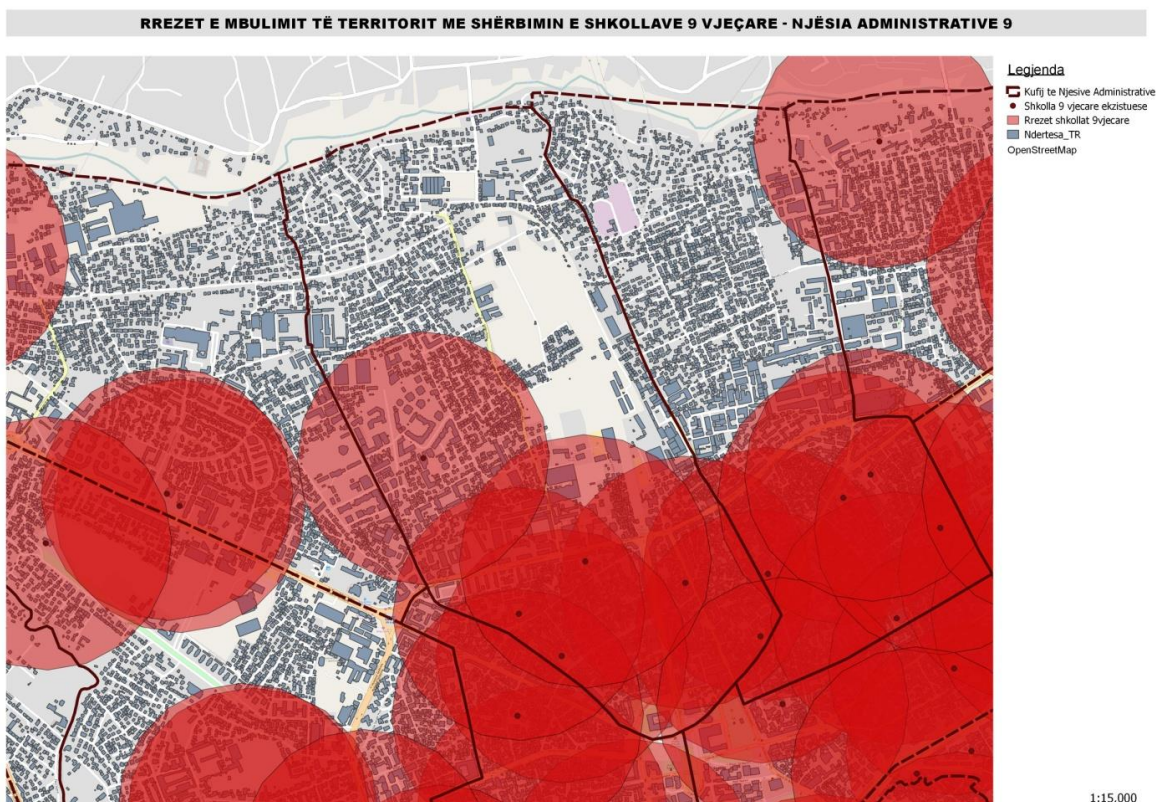 RRREZET E MBULIMIT TË TERRITORIT ME SHËRBIMIN E SHKOLLAVE 9 VJEÇARE - NJËSIA ADMINISTRATIVE 9
Legjenda
Kufij te Njesive Administrative
Shkolla 9 vjecare ekzistuese
Rrezet shkollat 9vjecare
Ndertesa_TR
OpenStreetMap
1:15.000